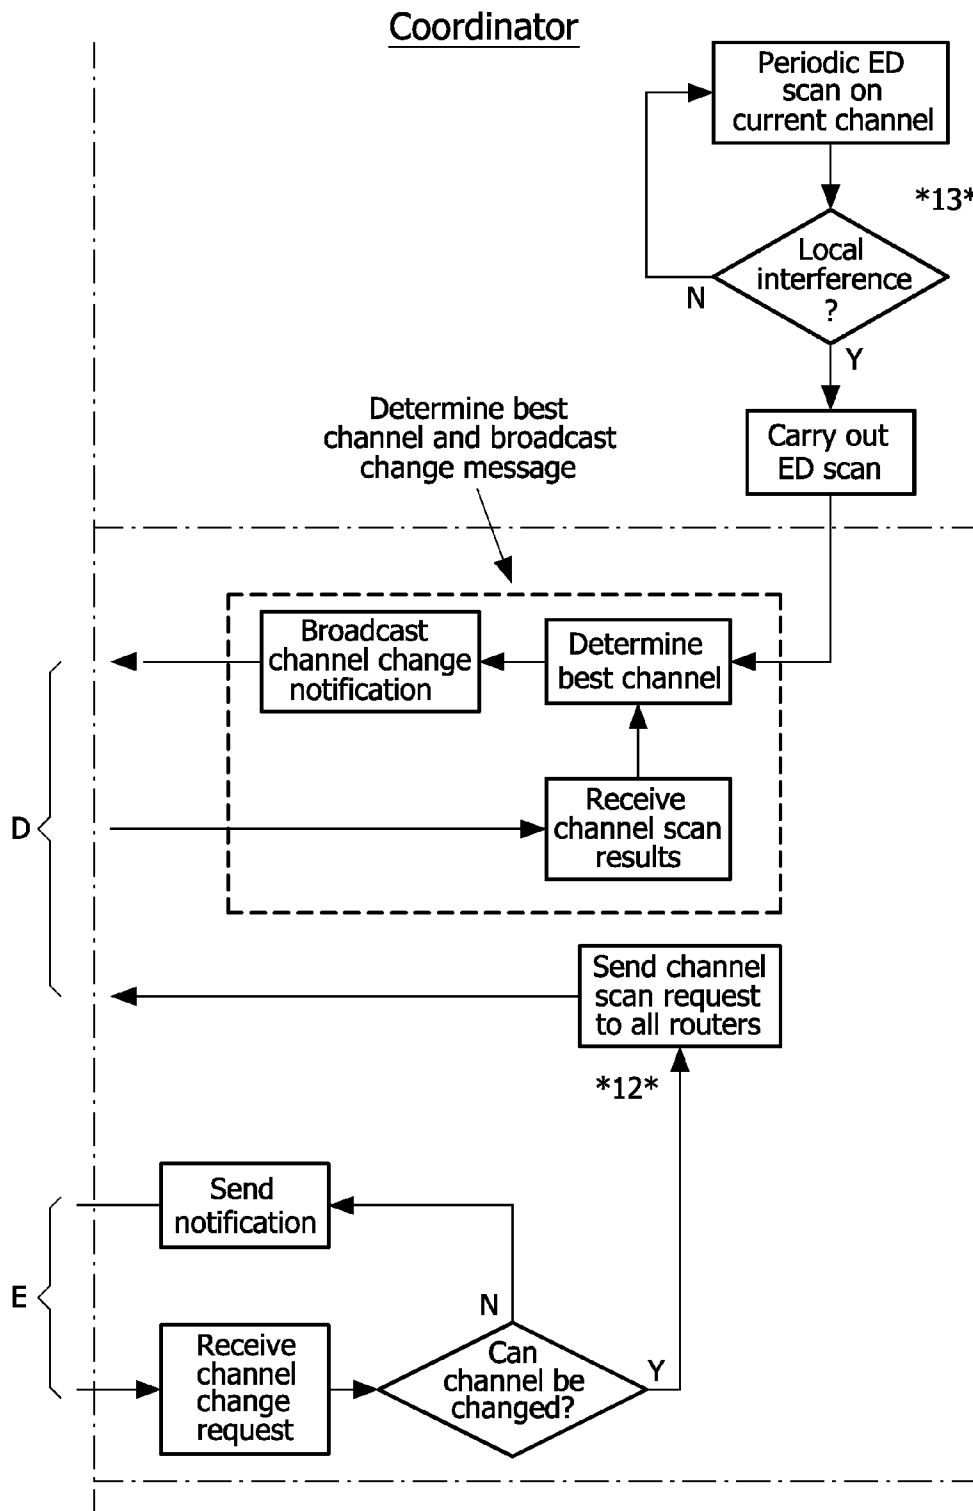 Coordinator
Periodic ED
scan on
current channel
*13*
Local
interference
?
N
Y
Carry out
ED scan
Determine best
channel and broadcast
change message
Broadcast
channel change
notification
Determine
best channel
Receive
channel scan
results
D
Send channel
scan request
to all routers
*12*
Send
notification
E
N
Receive
channel
change
request
Can
channel be
changed?
Y